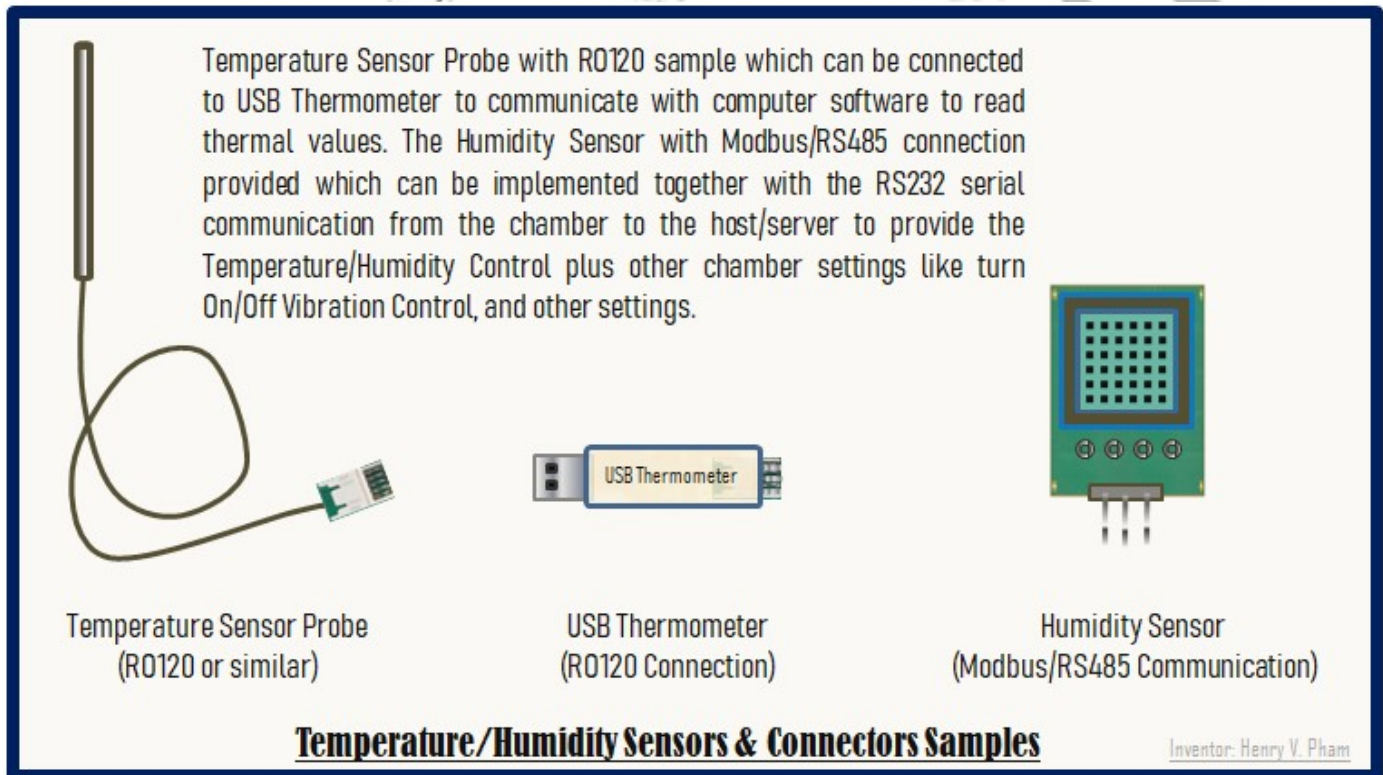 Temperature Sensor Probe with RO120 sample which can be connected
to USB Thermometer to communicate with computer software to read
thermal values. The Humidity Sensor with Modbus/RS485 connection
provided which can be implemented together with the RS232 serial
communication from the chamber to the host/server to provide the
Temperature/Humidity Control plus other chamber settings like turn
On/Off Vibration Control, and other settings.
USB Thermometer
Temperature Sensor Probe
(RO120 or similar)
USB Thermometer
(RO120 Connection)
Humidity Sensor
(Modbus/RS485 Communication)
Temperature/Humidity Sensors & Connectors Samples
Inventor: Henry V. Pham